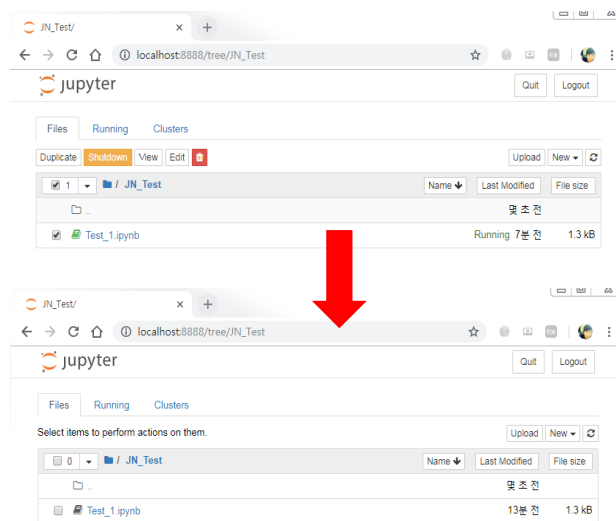 JN_Test/
localhost:8888/tree/JN_Test
jupyter
Quit Logout
Files Running Clusters
Duplicate Shutdown View Edit Upload New
1 / JN_Test Name Last Modified File size
.. 몇 초 전
Test_1.ipynb Running 7분 전 1.3 kB
JN_Test/
localhost:8888/tree/JN_Test
jupyter
Quit Logout
Files Running Clusters
Select items to perform actions on them. Upload New
0 / JN_Test Name Last Modified File size
.. 몇 초 전
Test_1.ipynb 13분 전 1.3 kB